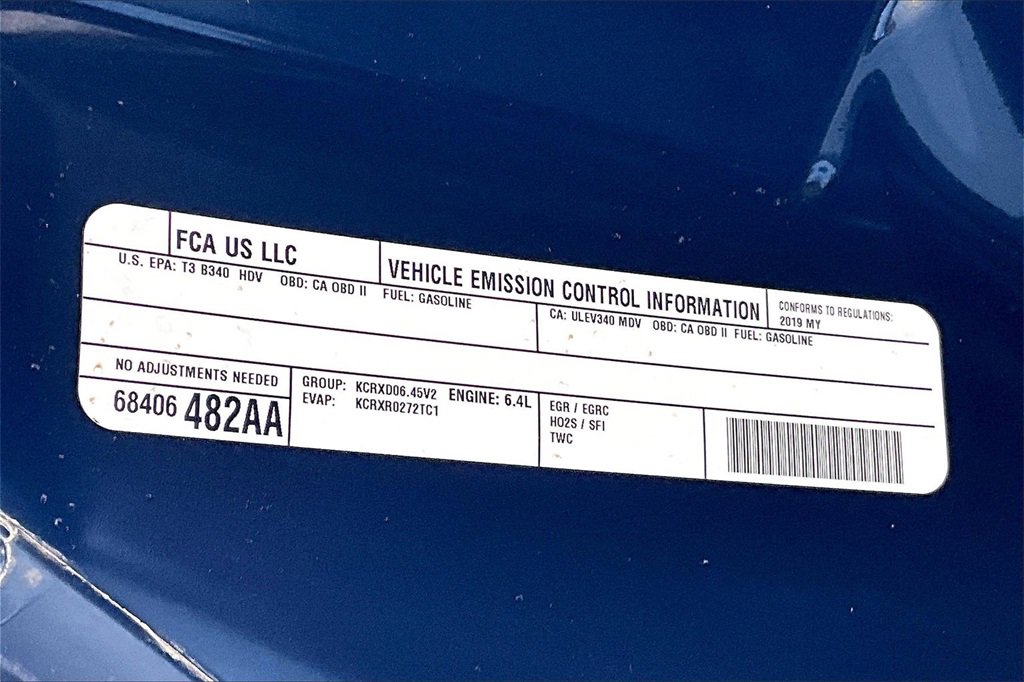 FCA US LLC
VEHICLE EMISSION CONTROL INFORMATION
CONFORMS TO REGULATIONS:
2019 MY
U.S. EPA: T3 B340 HDV OBD: CA OBD II FUEL: GASOLINE
CA: ULEV340 MDV OBD: CA OBD II FUEL: GASOLINE
NO ADJUSTMENTS NEEDED
68406 482AA
GROUP: KCRXD06.45V2 ENGINE: 6.4L
EVAP: KCRXR0272TC1
EGR / EGRC
HO2S / SFI
TWC